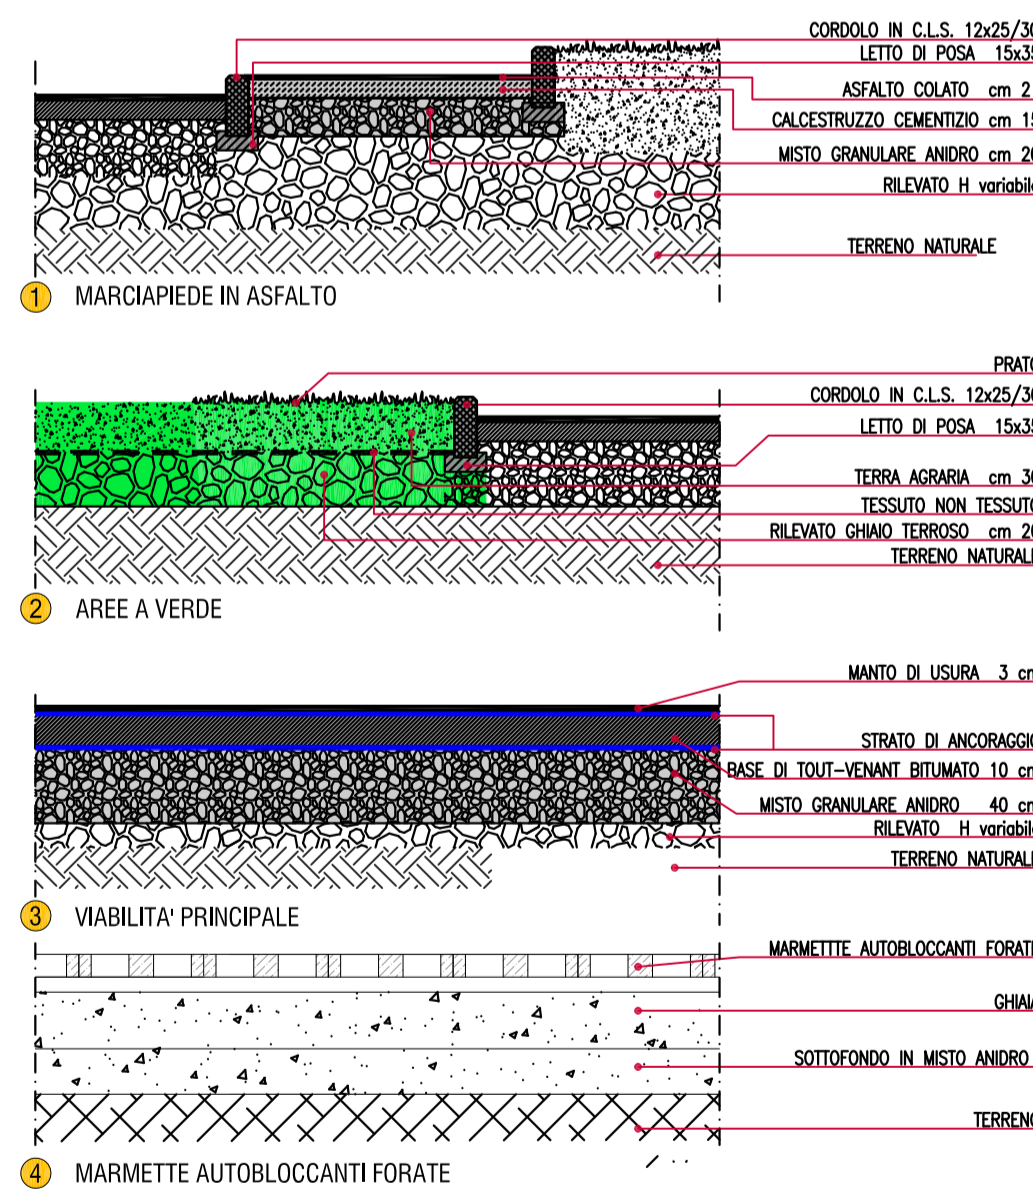 CORDOLO IN C.L.S. 12x25/30
LETTO DI POSA 15x35
ASFALTO COLATO cm 2
CALCESTRUZZO CEMENTIZIO cm 15
MISTO GRANULARE ANIDRO cm 20
RILEVATO H variabile
TERRENO NATURALE
1 MARCIAPIEDE IN ASFALTO
PRATO
CORDOLO IN C.L.S. 12x25/30
LETTO DI POSA 15x35
TERRA AGRARIA cm 30
TESSUTO NON TESSUTO
RILEVATO GHIAIO TERROSO cm 20
TERRENO NATURALE
2 AREE A VERDE
MANTO DI USURA 3 cm
STRATO DI ANCORAGGIO
BASE DI TOUT-VENANT BITUMATO 10 cm
MISTO GRANULARE ANIDRO 40 cm
RILEVATO H variabile
TERRENO NATURALE
3 VIABILITA' PRINCIPALE
MARMETTTE AUTOBLOCCANTI FORATE
GHIAIA
SOTTOFONDO IN MISTO ANIDRO
TERRENO
4 MARMETTE AUTOBLOCCANTI FORATE